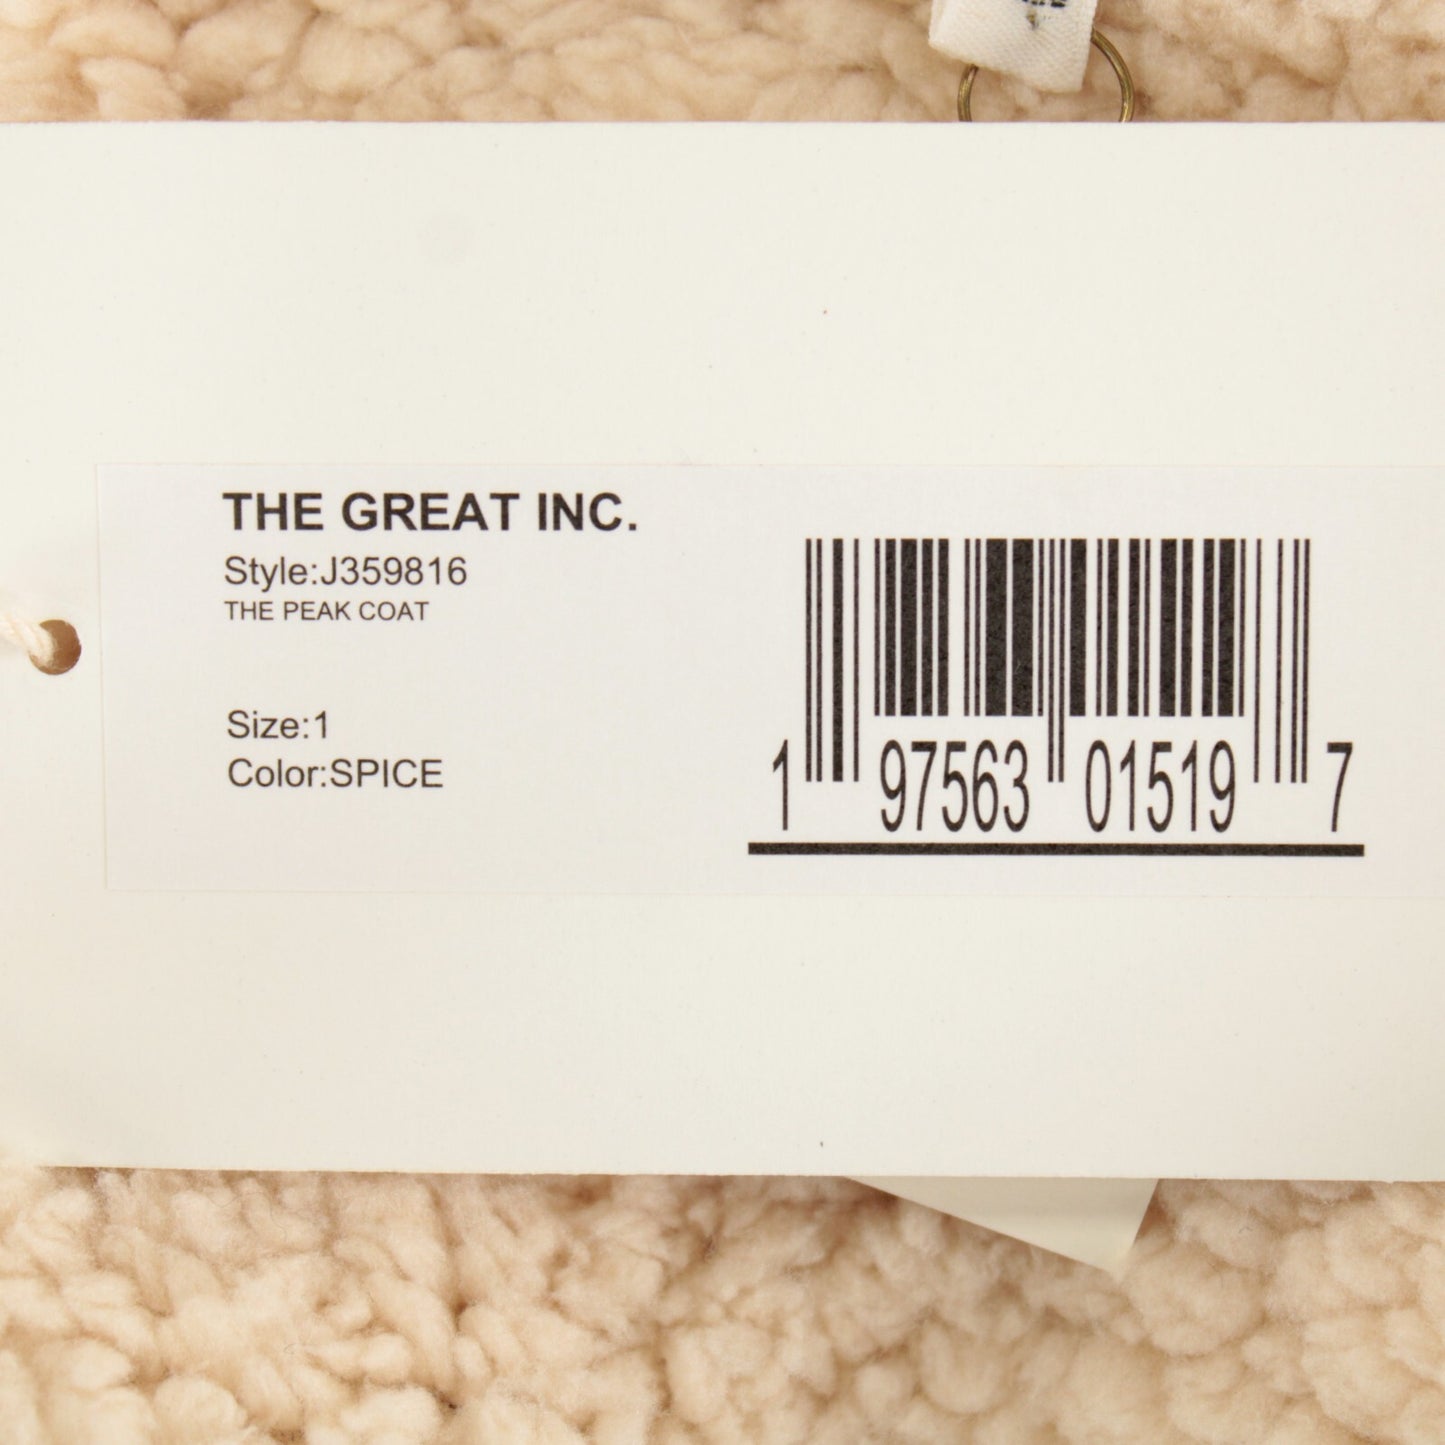 THE GREAT INC.
Style:J359816
THE PEAK COAT
Size:1
Color:SPICE
1 97563 01519 7